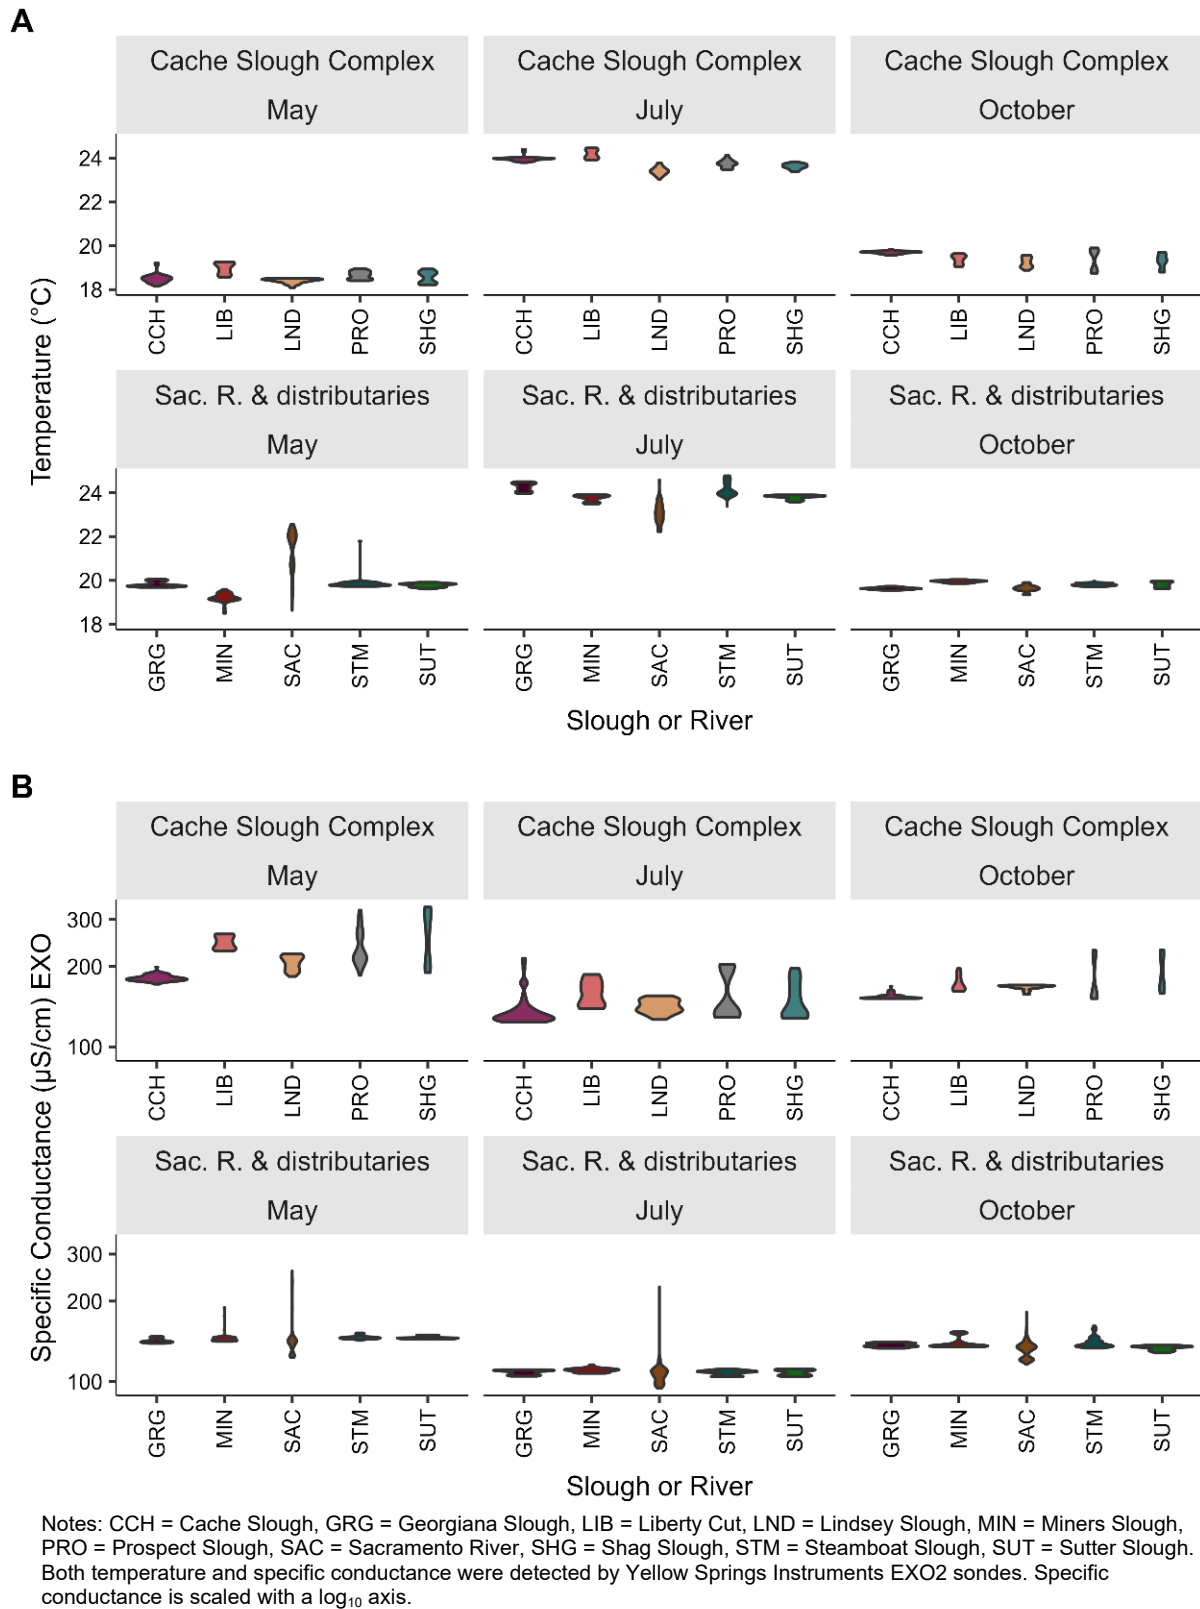 A
Cache Slough Complex
May
Cache Slough Complex
July
Cache Slough Complex
October
Temperature (°C)
24
22
20
18
CCH
LIB
LND
PRO
SHG
CCH
LIB
LND
PRO
SHG
CCH
LIB
LND
PRO
SHG
Sac. R. & distributaries
May
Sac. R. & distributaries
July
Sac. R. & distributaries
October
24
22
20
18
GRG
MIN
SAC
STM
SUT
GRG
MIN
SAC
STM
SUT
GRG
MIN
SAC
STM
SUT
Slough or River
B
Cache Slough Complex
May
Cache Slough Complex
July
Cache Slough Complex
October
Specific Conductance (µS/cm) EXO
300
200
100
CCH
LIB
LND
PRO
SHG
CCH
LIB
LND
PRO
SHG
CCH
LIB
LND
PRO
SHG
Sac. R. & distributaries
May
Sac. R. & distributaries
July
Sac. R. & distributaries
October
300
200
100
GRG
MIN
SAC
STM
SUT
GRG
MIN
SAC
STM
SUT
GRG
MIN
SAC
STM
SUT
Slough or River
Notes: CCH = Cache Slough, GRG = Georgiana Slough, LIB = Liberty Cut, LND = Lindsey Slough, MIN = Miners Slough,
PRO = Prospect Slough, SAC = Sacramento River, SHG = Shag Slough, STM = Steamboat Slough, SUT = Sutter Slough.
Both temperature and specific conductance were detected by Yellow Springs Instruments EXO2 sondes. Specific
conductance is scaled with a log₁₀ axis.